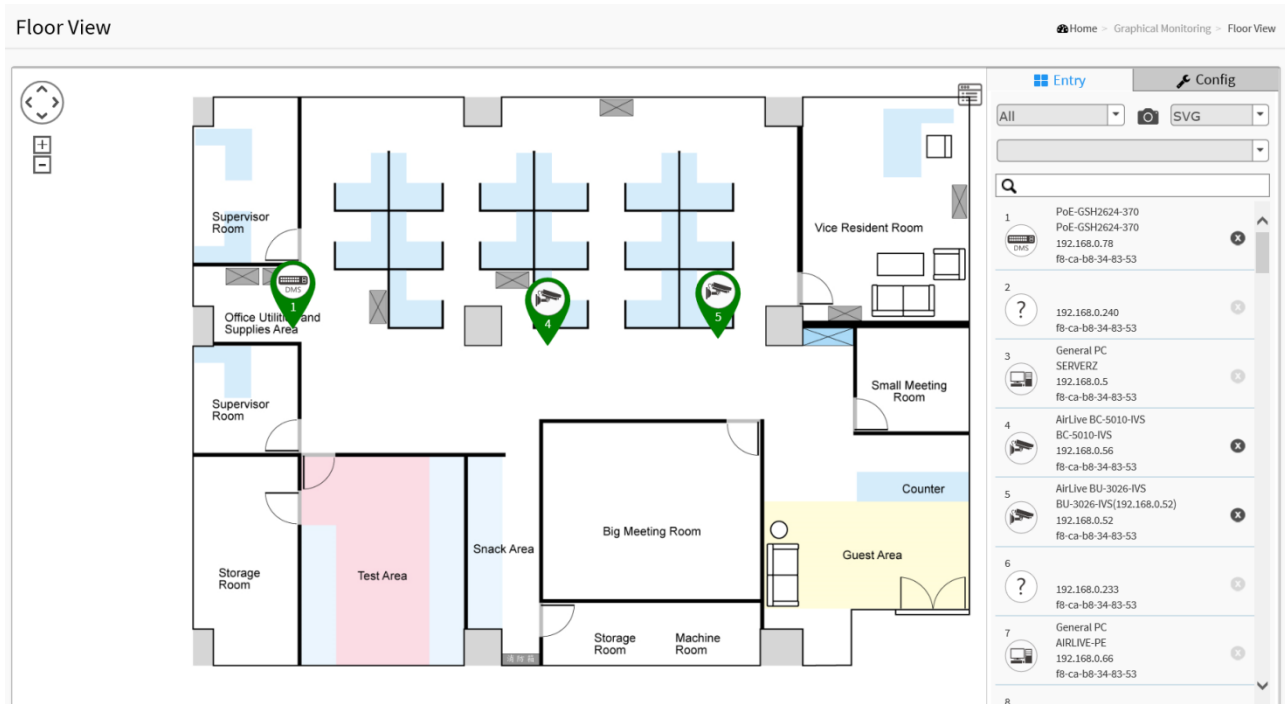 Floor View
Home > Graphical Monitoring > Floor View
Entry
Config
All
SVG
1
PoE-GSH2624-370
PoE-GSH2624-370
192.168.0.78
f8-ca-b8-34-83-53
DMS
2
?
192.168.0.240
f8-ca-b8-34-83-53
3
General PC
SERVERZ
192.168.0.5
f8-ca-b8-34-83-53
4
AirLive BC-5010-IVS
BC-5010-IVS
192.168.0.56
f8-ca-b8-34-83-53
5
AirLive BU-3026-IVS
BU-3026-IVS(192.168.0.52)
192.168.0.52
f8-ca-b8-34-83-53
6
?
192.168.0.233
f8-ca-b8-34-83-53
7
General PC
AIRLIVE-PE
192.168.0.66
f8-ca-b8-34-83-53
8
Supervisor
Room
Vice Resident Room
DMS
1
4
5
Office and
Supplies Area
Small Meeting
Room
Supervisor
Room
Counter
Big Meeting Room
Snack Area
Guest Area
Storage
Room
Test Area
Storage
Room
Machine
Room